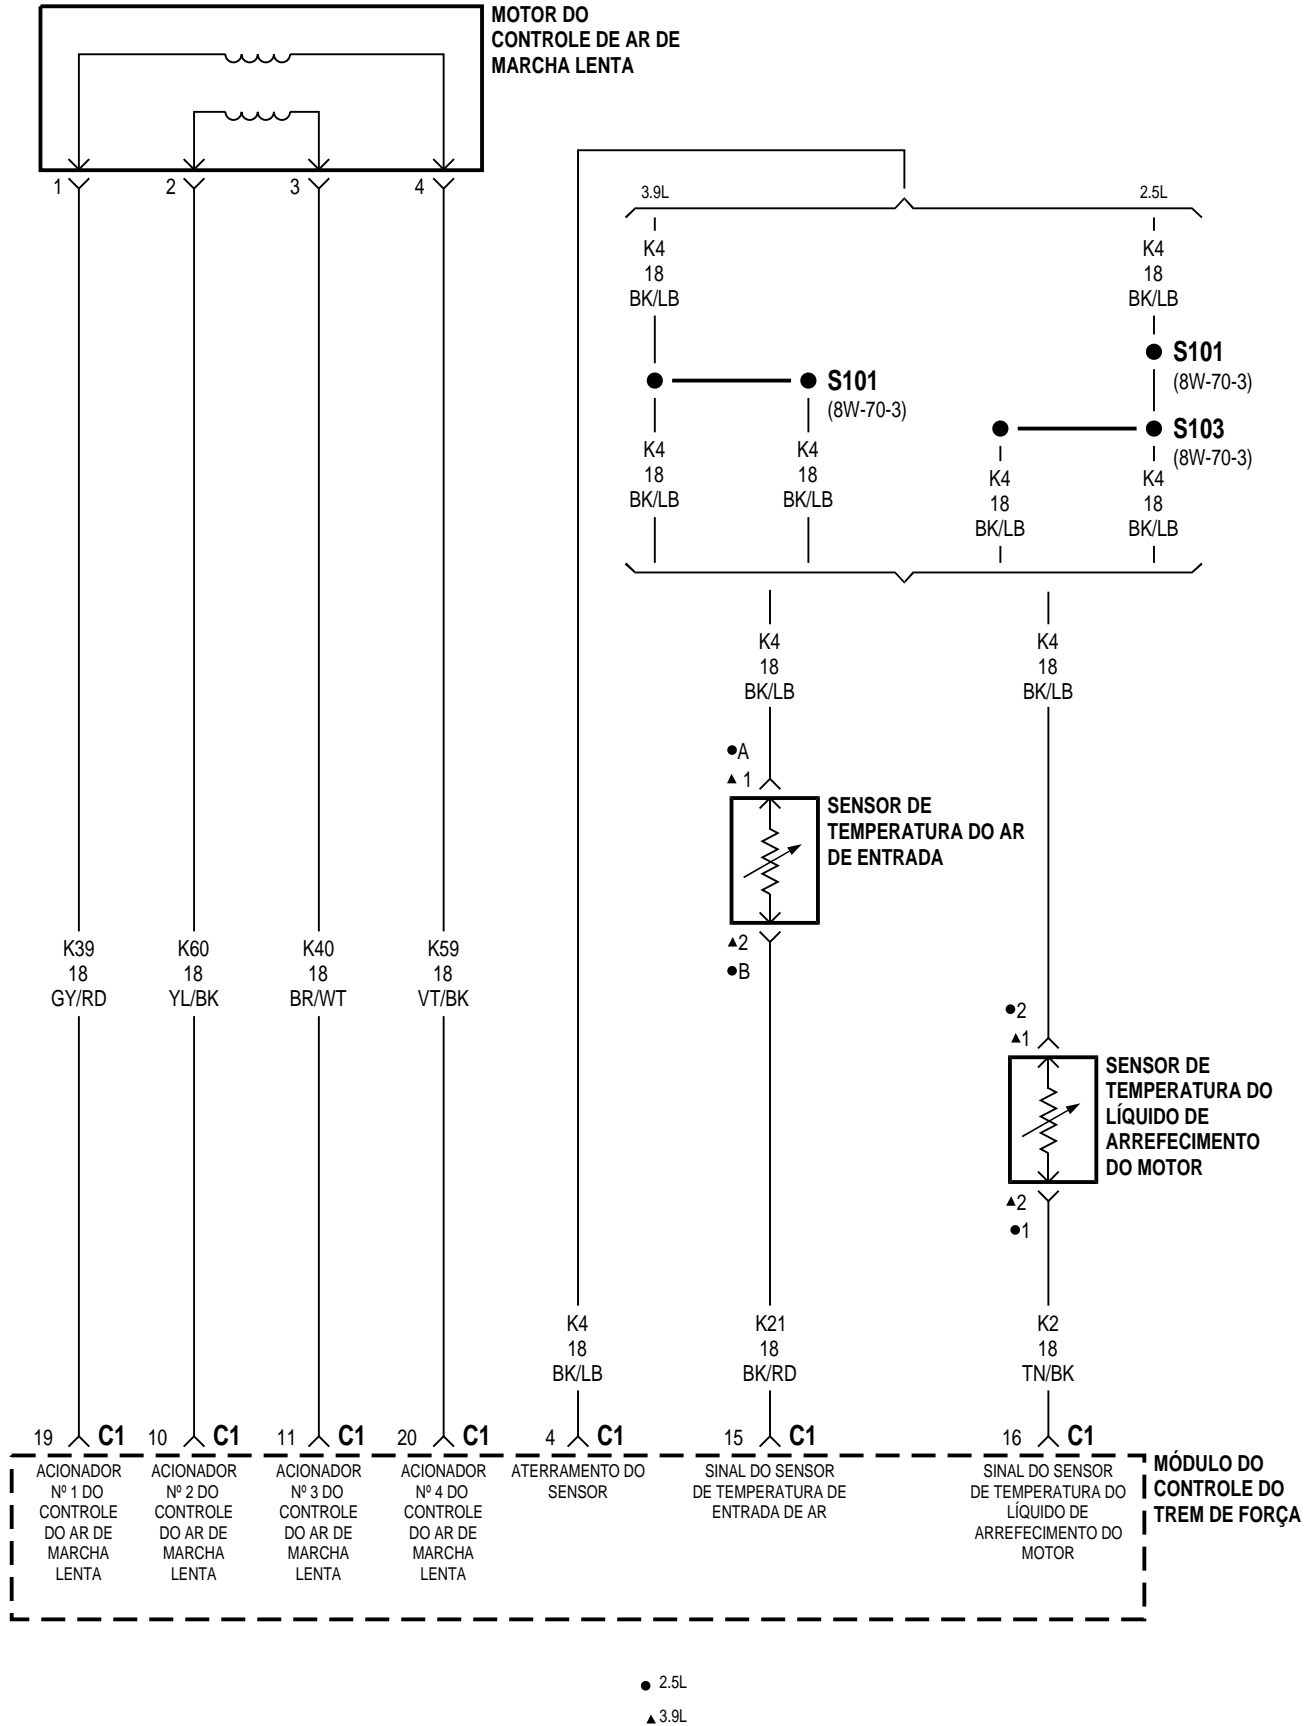 MOTOR DO
CONTROLE DE AR DE
MARCHA LENTA
1
2
3
4
3.9L
2.5L
K4
18
BK/LB
K4
18
BK/LB
S101
(8W-70-3)
S101
(8W-70-3)
S103
(8W-70-3)
K4
18
BK/LB
K4
18
BK/LB
K4
18
BK/LB
K4
18
BK/LB
K4
18
BK/LB
K4
18
BK/LB
●A
▲1
SENSOR DE
TEMPERATURA DO AR
DE ENTRADA
▲2
●B
K39
18
GY/RD
K60
18
YL/BK
K40
18
BR/WT
K59
18
VT/BK
●2
▲1
SENSOR DE
TEMPERATURA DO
LÍQUIDO DE
ARREFECIMENTO
DO MOTOR
▲2
●1
K4
18
BK/LB
K21
18
BK/RD
K2
18
TN/BK
19 C1
10 C1
11 C1
20 C1
4 C1
15 C1
16 C1
ACIONADOR
Nº 1 DO
CONTROLE
DO AR DE
MARCHA
LENTA
ACIONADOR
Nº 2 DO
CONTROLE
DO AR DE
MARCHA
LENTA
ACIONADOR
Nº 3 DO
CONTROLE
DO AR DE
MARCHA
LENTA
ACIONADOR
Nº 4 DO
CONTROLE
DO AR DE
MARCHA
LENTA
ATERRAMENTO DO
SENSOR
SINAL DO SENSOR
DE TEMPERATURA DE
ENTRADA DE AR
SINAL DO SENSOR
DE TEMPERATURA DO
LÍQUIDO DE
ARREFECIMENTO DO
MOTOR
MÓDULO DO
CONTROLE DO
TREM DE FORÇA
● 2.5L
▲ 3.9L